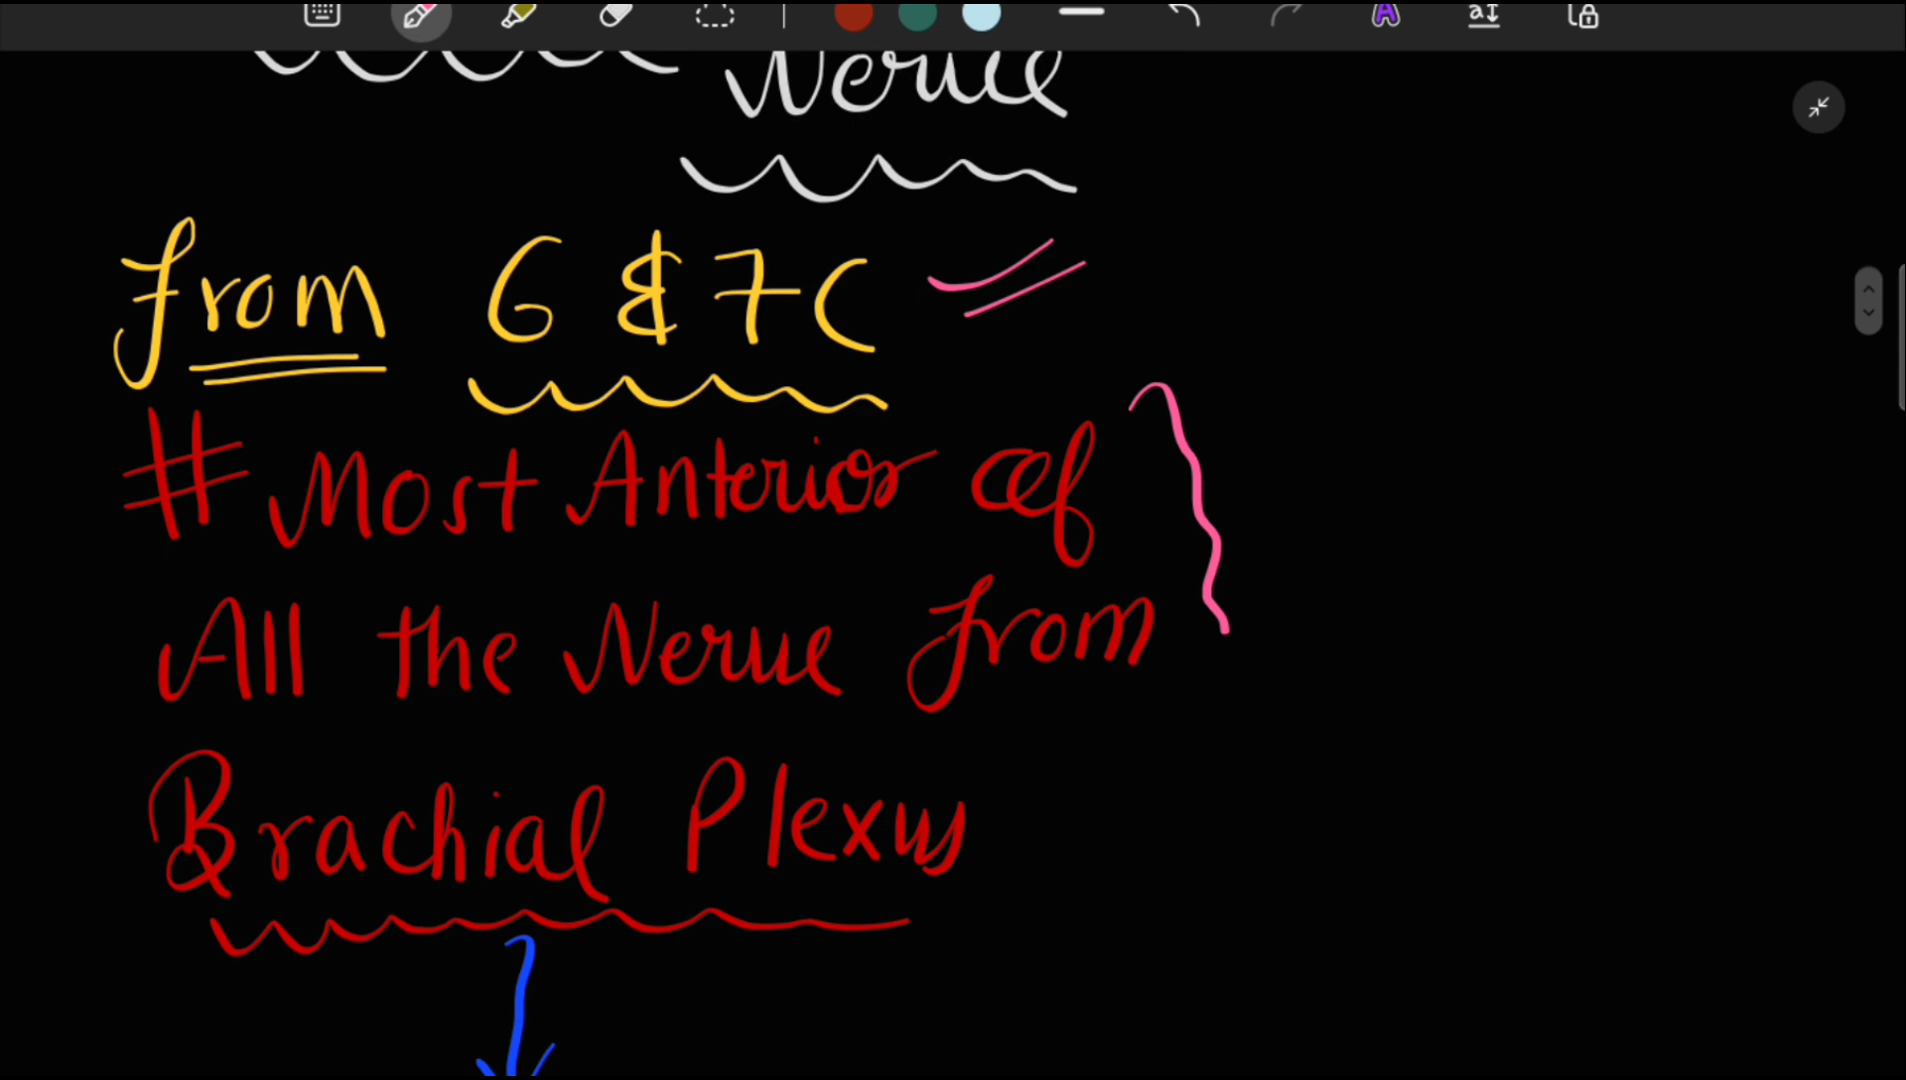 Nerve
From 6 & 7C
# Most Anterior of
All the Nerve From
Brachial Plexus